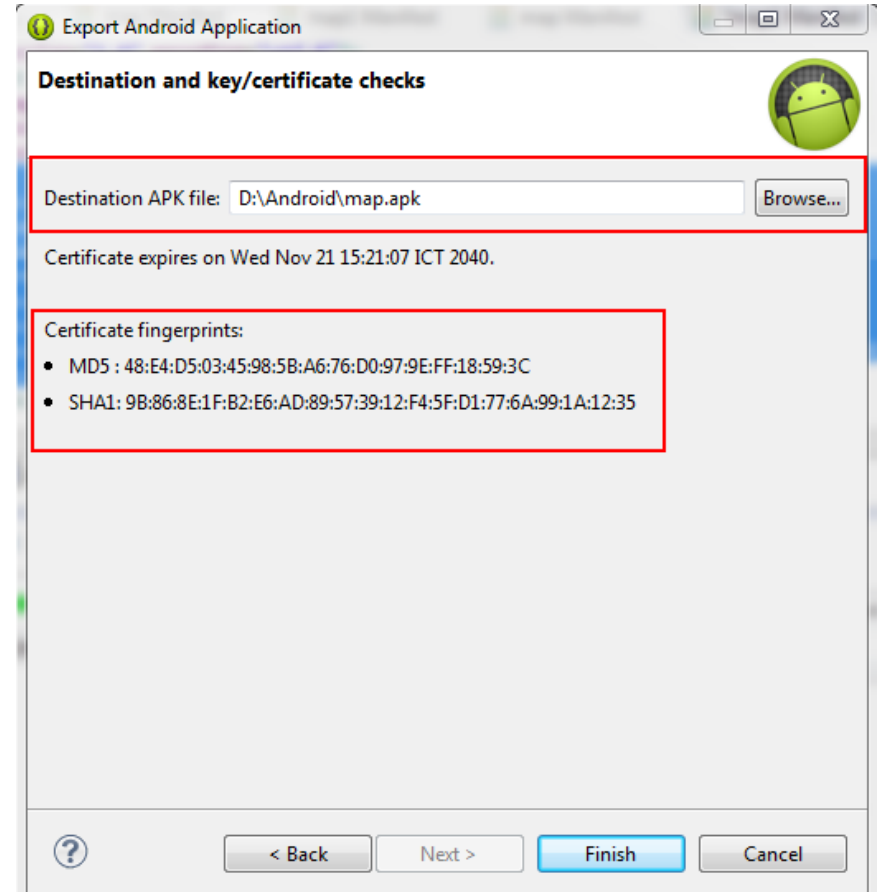 Export Android Application
Destination and key/certificate checks
Destination APK file: D:\Android\map.apk Browse...
Certificate expires on Wed Nov 21 15:21:07 ICT 2040.
Certificate fingerprints:
• MD5 : 48:E4:D5:03:45:98:5B:A6:76:D0:97:9E:FF:18:59:3C
• SHA1: 9B:86:8E:1F:B2:E6:AD:89:57:39:12:F4:5F:D1:77:6A:99:1A:12:35
? < Back Next > Finish Cancel